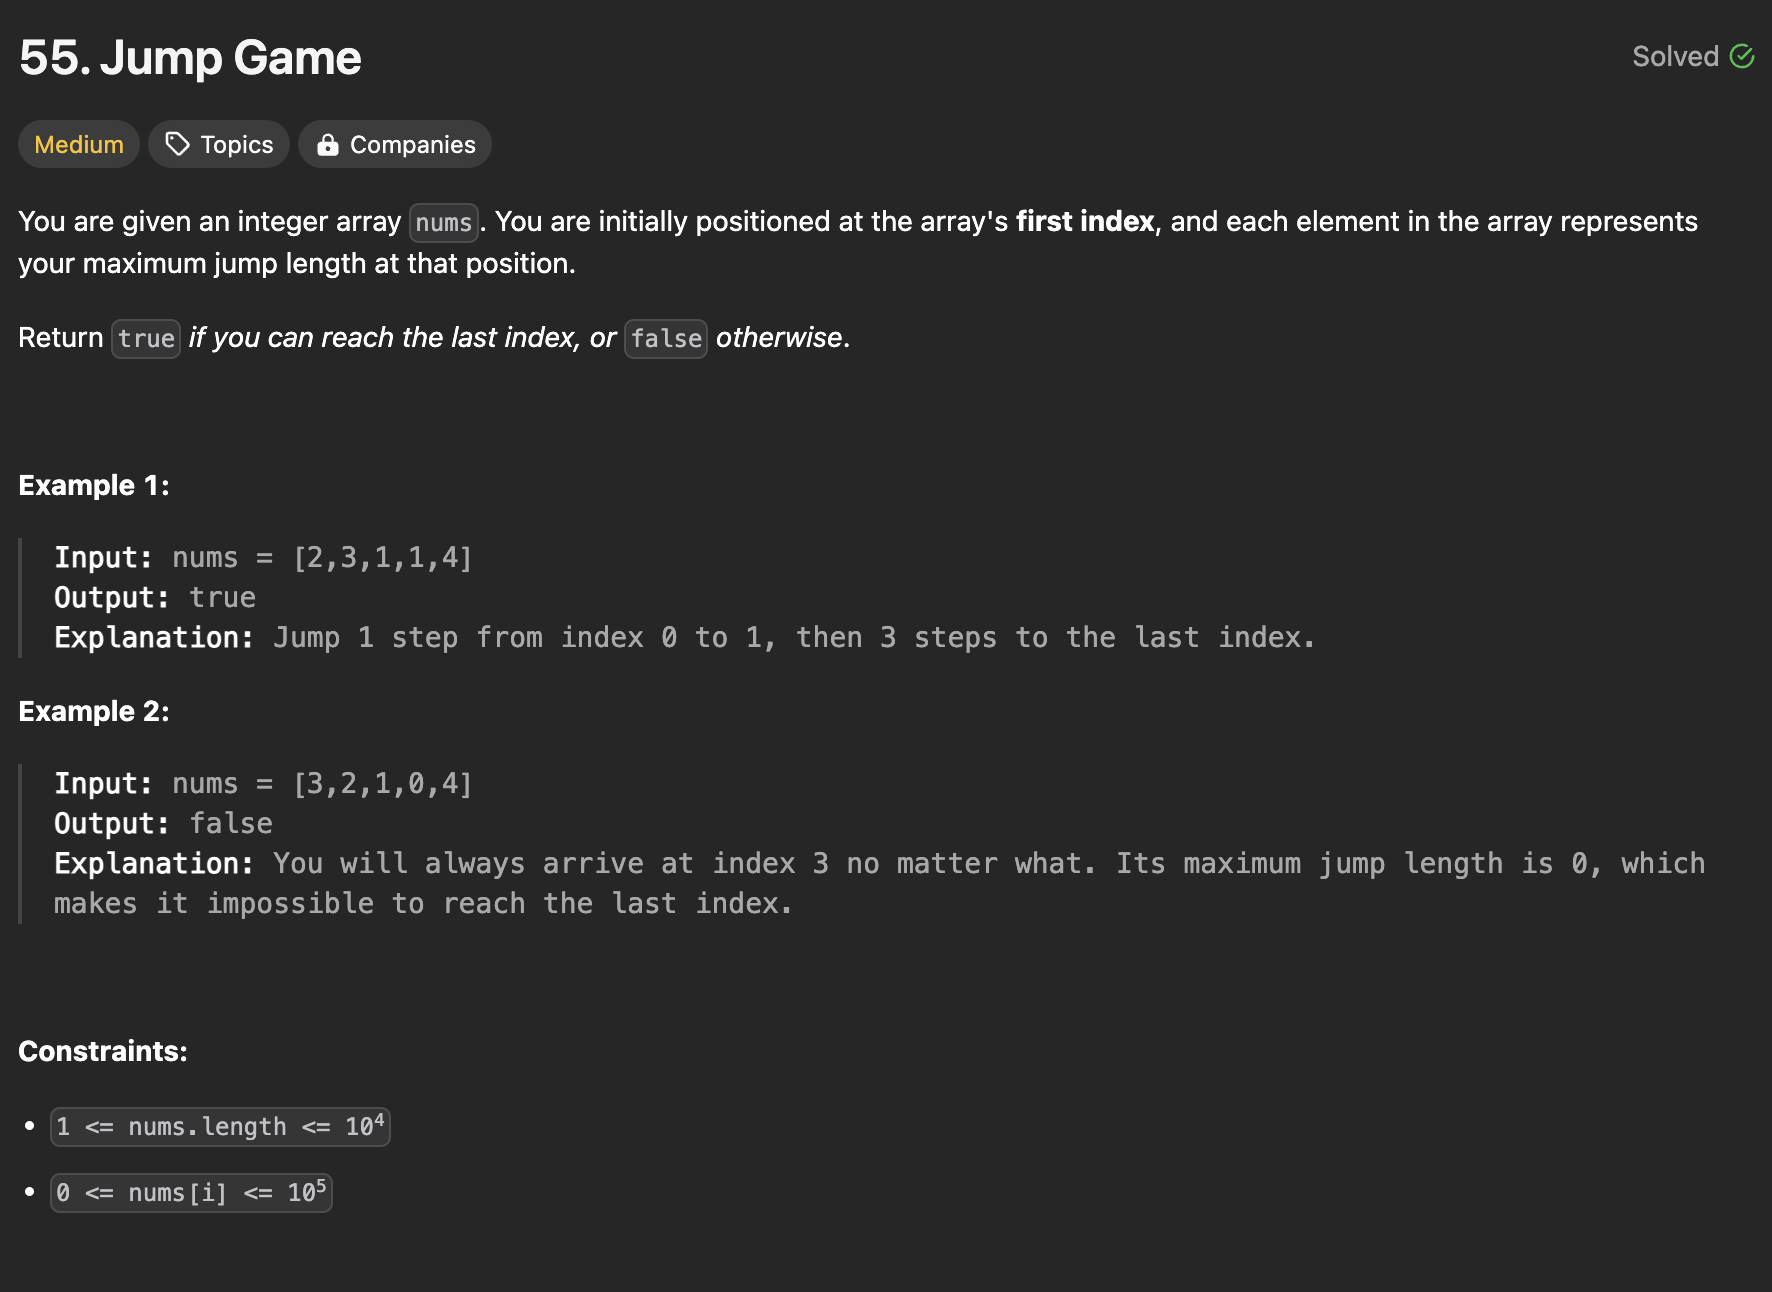 55. Jump Game
Solved
Medium
Topics
Companies
You are given an integer array nums. You are initially positioned at the array's first index, and each element in the array represents
your maximum jump length at that position.
Return true if you can reach the last index, or false otherwise.
Example 1:
Input: nums = [2,3,1,1,4]
Output: true
Explanation: Jump 1 step from index 0 to 1, then 3 steps to the last index.
Example 2:
Input: nums = [3,2,1,0,4]
Output: false
Explanation: You will always arrive at index 3 no matter what. Its maximum jump length is 0, which
makes it impossible to reach the last index.
Constraints:
• 1 <= nums.length <= 10⁴
• 0 <= nums[i] <= 10⁵